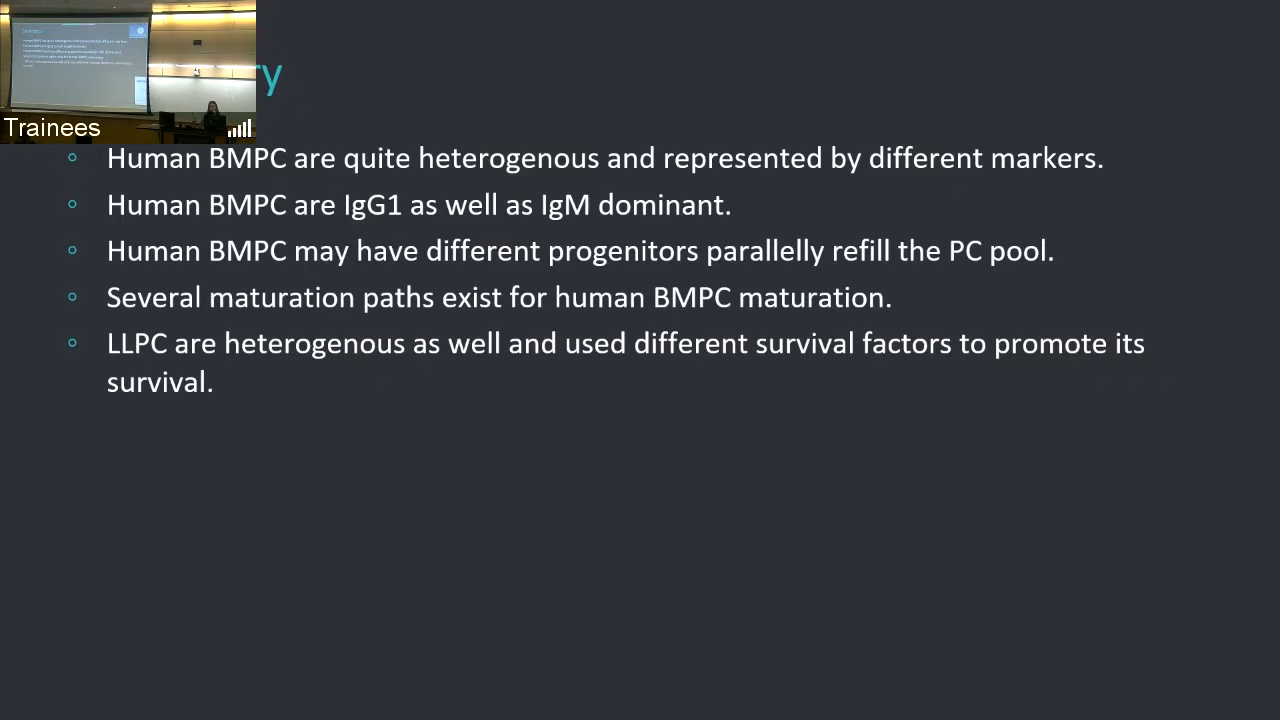 Trainees
Human BMPC are quite heterogenous and represented by different markers.
Human BMPC are IgG1 as well as IgM dominant.
Human BMPC may have different progenitors parallelly refill the PC pool.
Several maturation paths exist for human BMPC maturation.
LLPC are heterogenous as well and used different survival factors to promote its
survival.